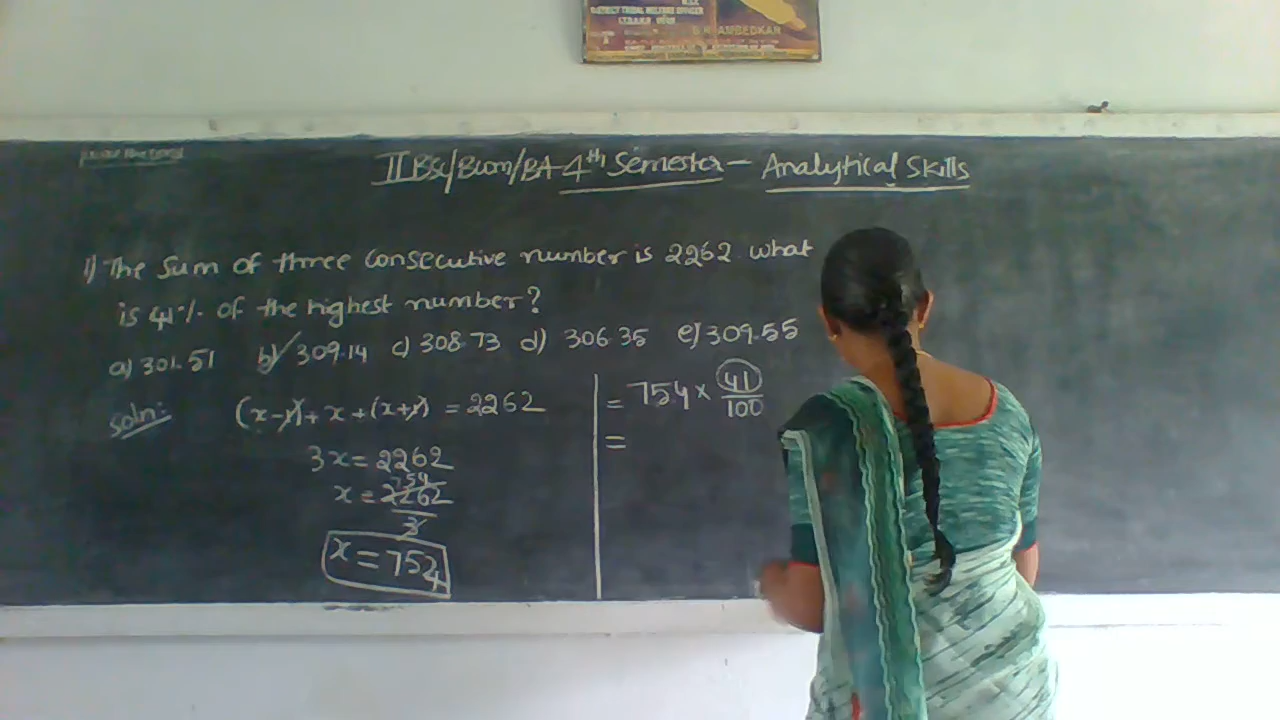 B.R. AMBEDKAR
II BSc/Bcom/BA-4th Semester - Analytical Skills
1) The Sum of three consecutive number is 2262. what
is 41% of the highest number?
a) 301.51 b) 309.14 c) 308.73 d) 306.35 e) 309.55
soln:
(x-1)+x+(x+1) = 2262
3x = 2262
754
x = 2262
3
x = 754
= 754 x 41
100
=